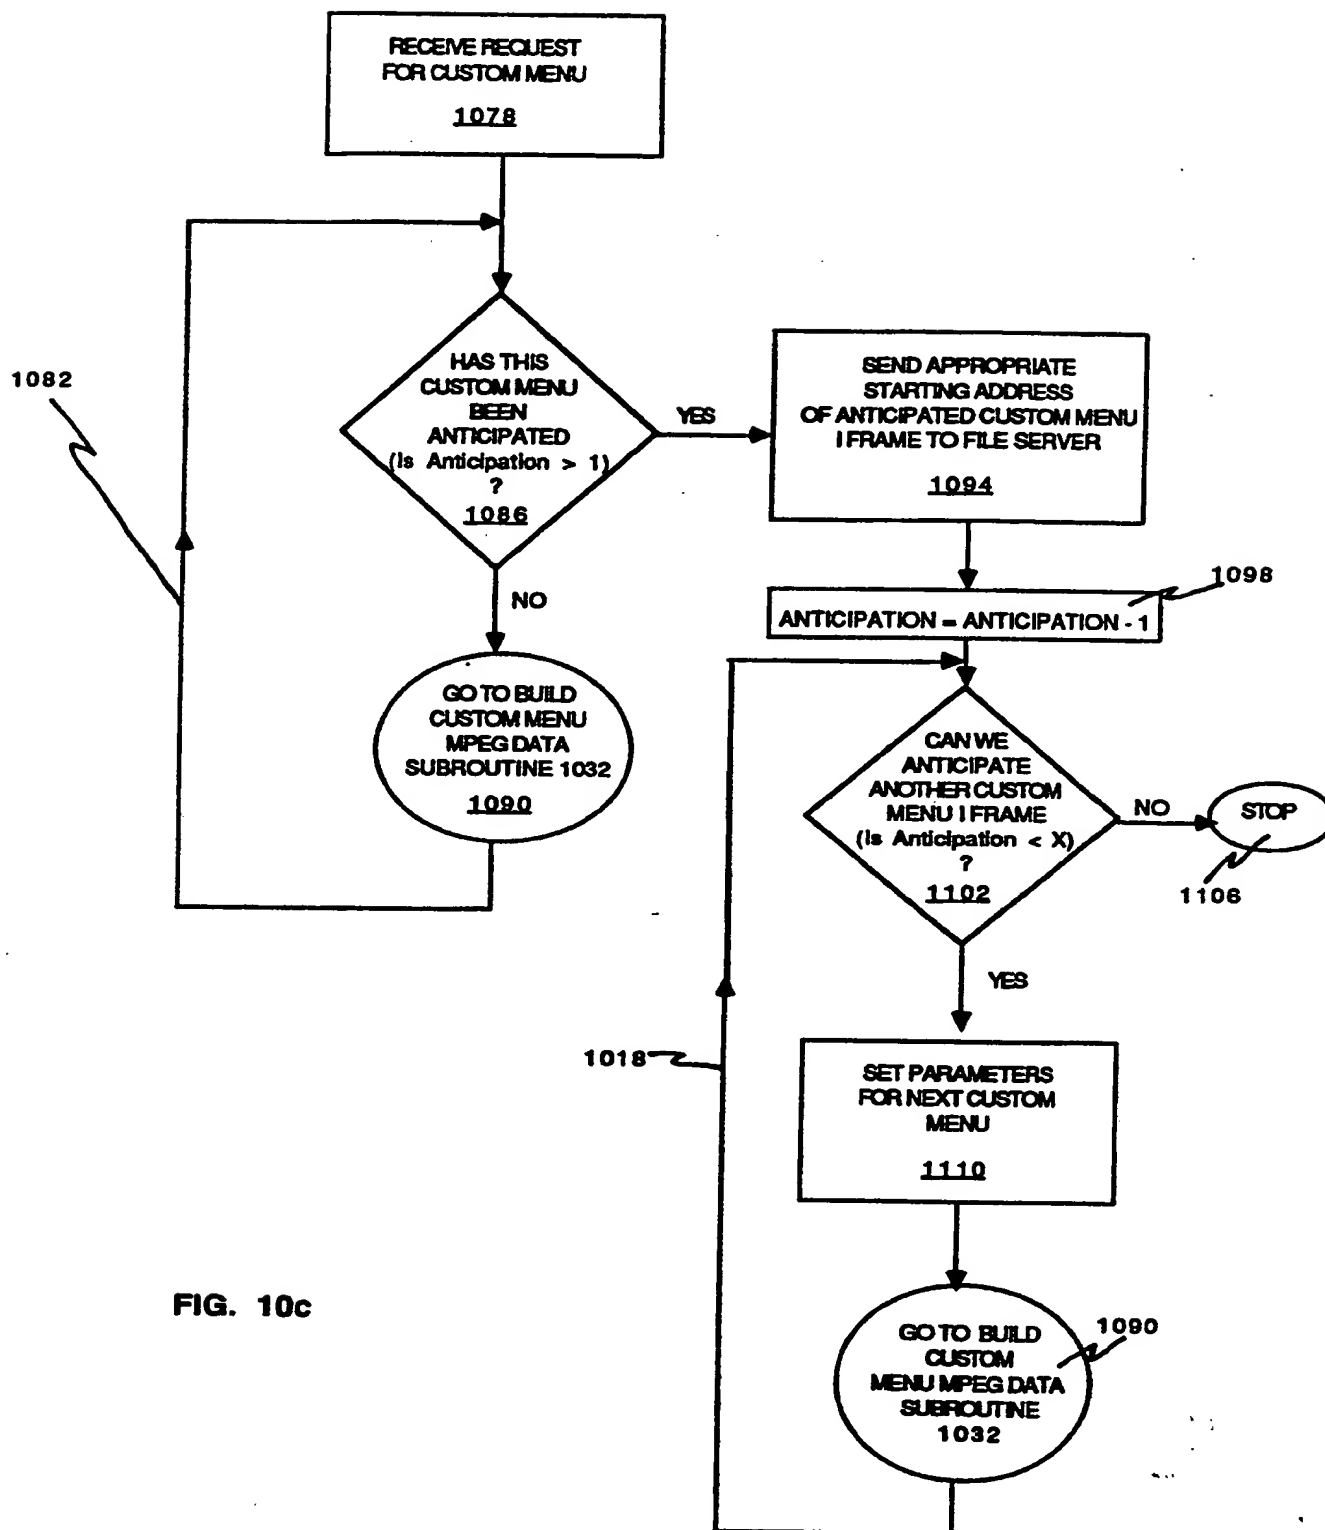 RECEIVE REQUEST
FOR CUSTOM MENU
1078
1082
HAS THIS
CUSTOM MENU
BEEN
ANTICIPATED
(Is Anticipation > 1)
?
1086
YES
SEND APPROPRIATE
STARTING ADDRESS
OF ANTICIPATED CUSTOM MENU
I FRAME TO FILE SERVER
1094
NO
1098
ANTICIPATION = ANTICIPATION - 1
GO TO BUILD
CUSTOM MENU
MPEG DATA
SUBROUTINE 1032
1090
CAN WE
ANTICIPATE
ANOTHER CUSTOM
MENU I FRAME
(Is Anticipation < X)
?
1102
NO
STOP
1106
YES
1018
SET PARAMETERS
FOR NEXT CUSTOM
MENU
1110
FIG. 10c
GO TO BUILD
CUSTOM
MENU MPEG DATA
SUBROUTINE
1032
1090